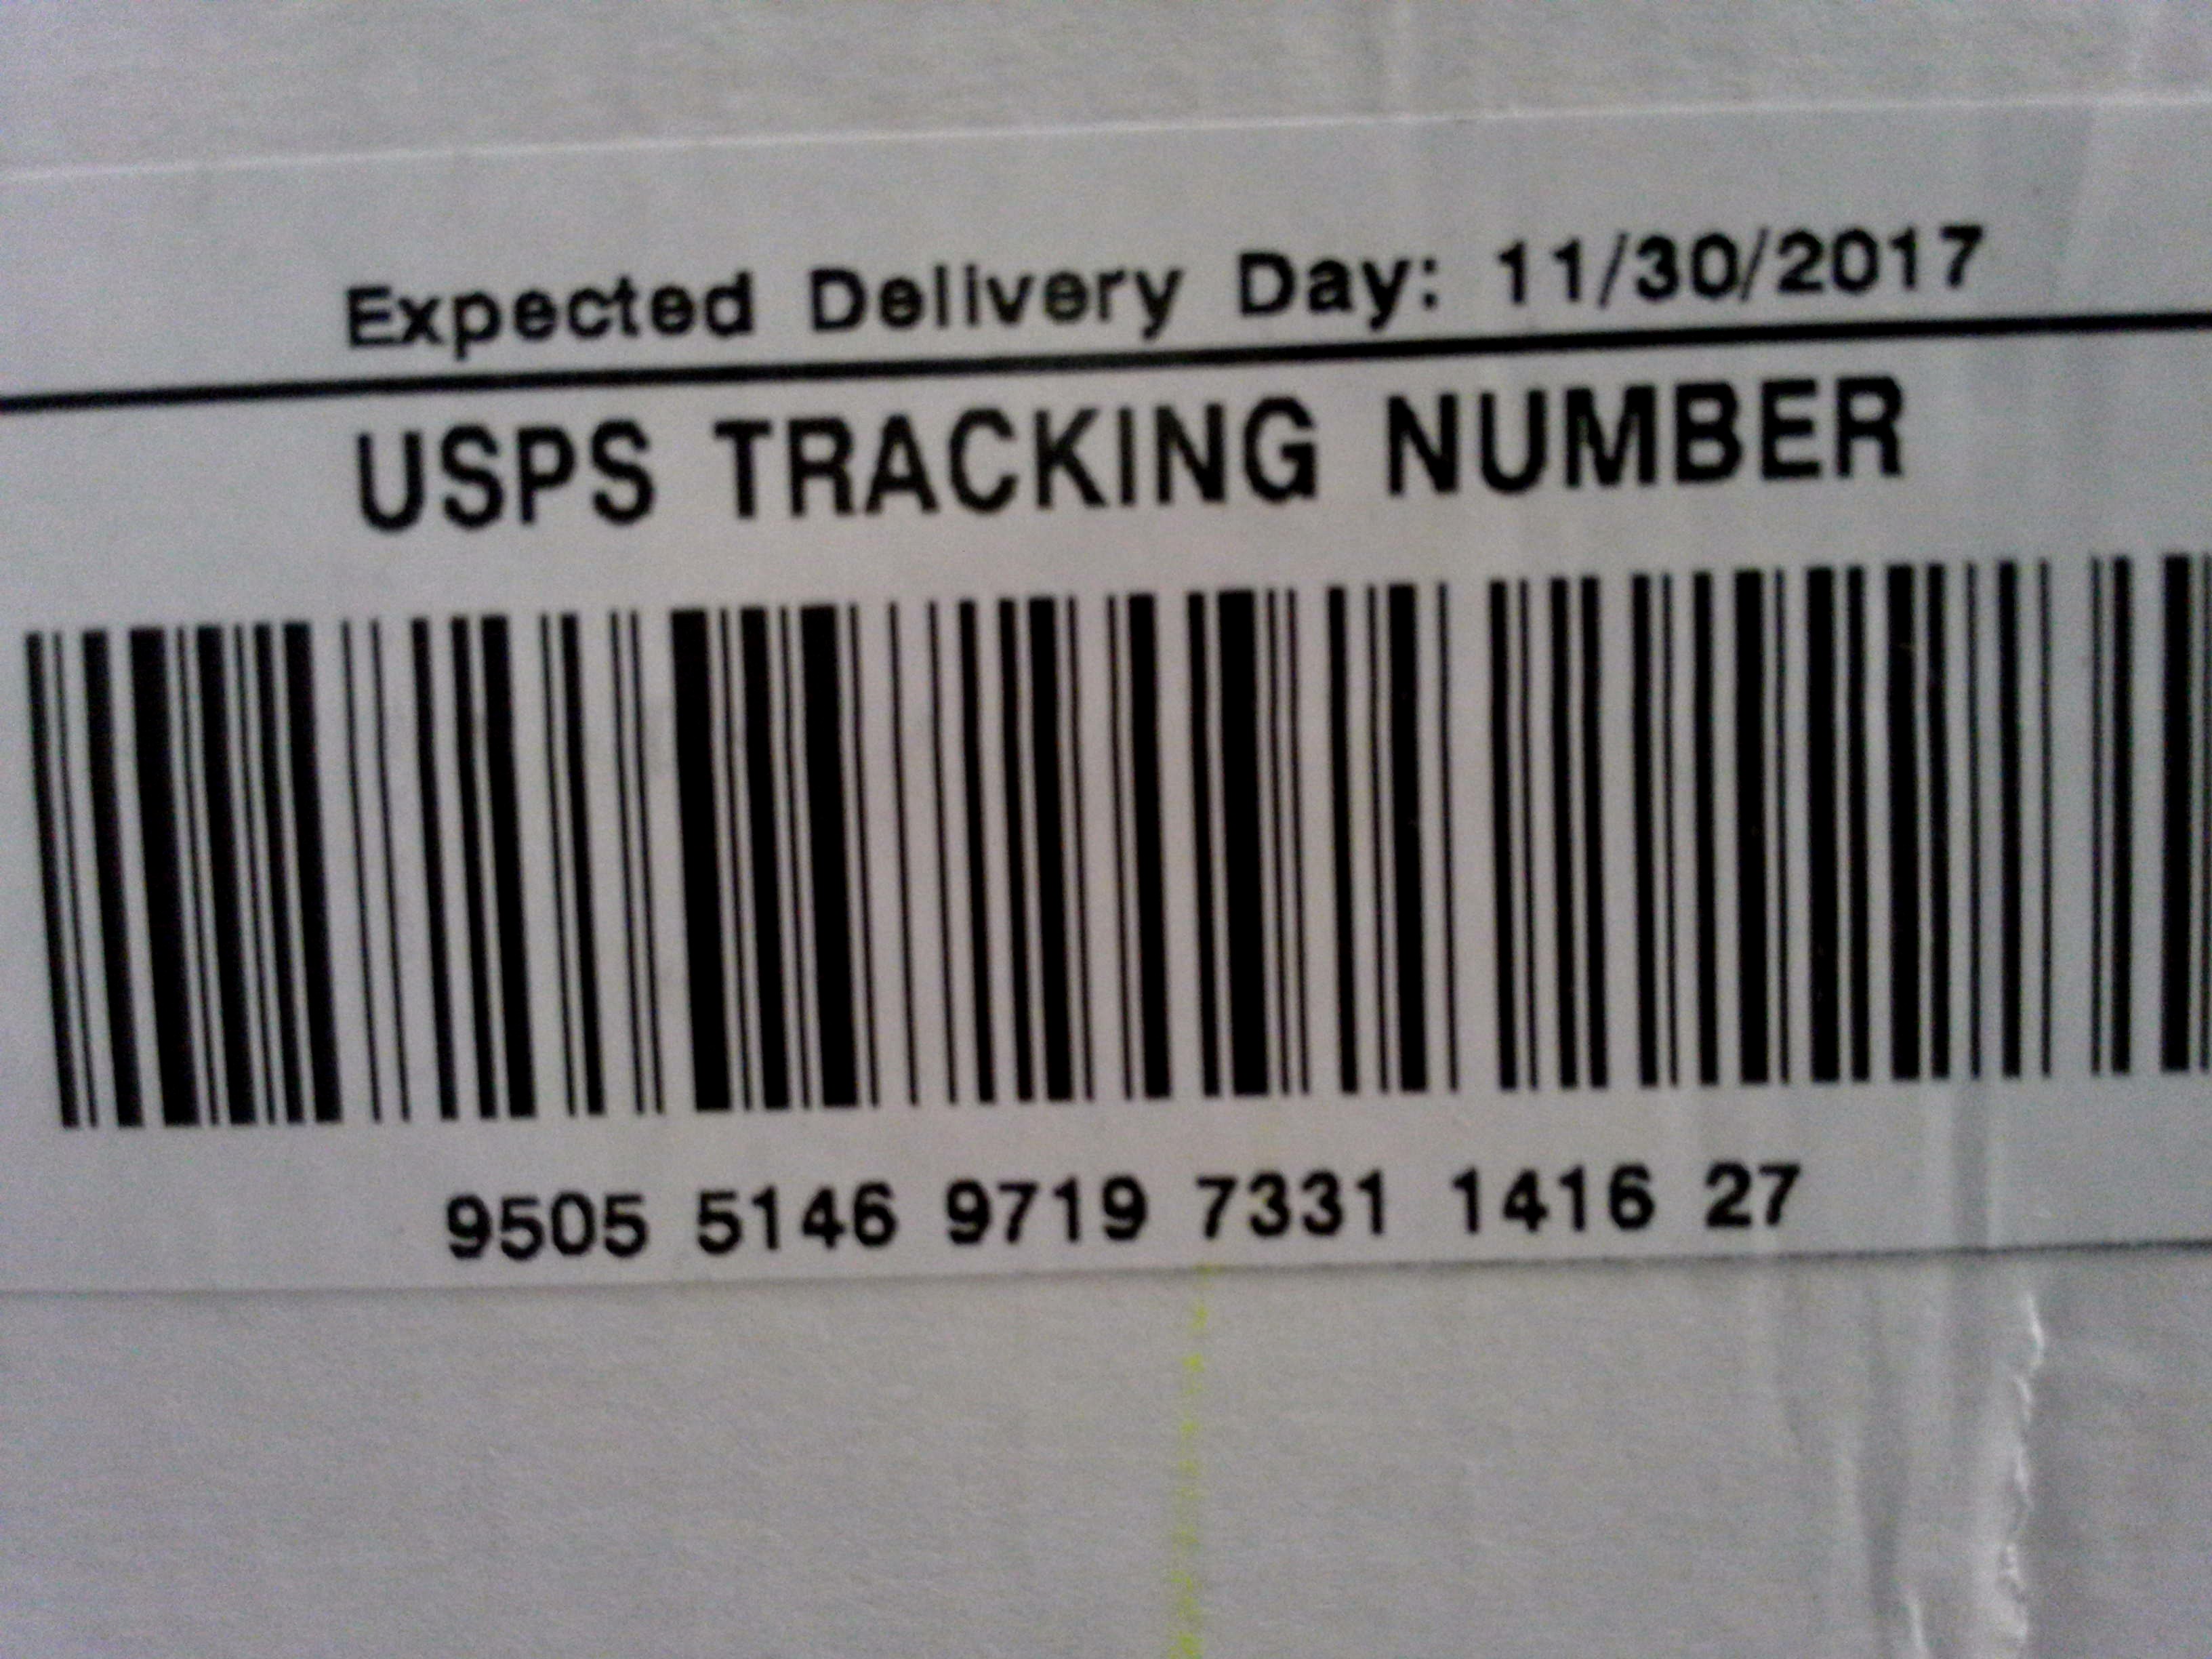 Expected Delivery Day: 11/30/2017
USPS TRACKING NUMBER
9505 5146 9719 7331 1416 27